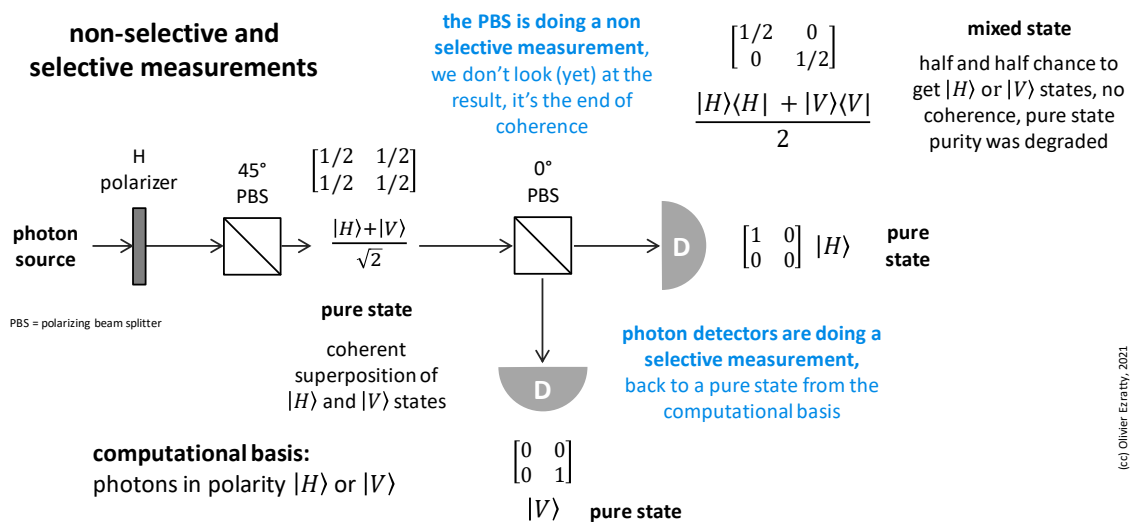 non-selective and
selective measurements
the PBS is doing a non
selective measurement,
we don't look (yet) at the
result, it's the end of
coherence
[1/2 0
0 1/2]
|H⟩⟨H| + |V⟩⟨V|
2
mixed state
half and half chance to
get |H⟩ or |V⟩ states, no
coherence, pure state
purity was degraded
H
polarizer
45°
PBS
[1/2 1/2
1/2 1/2]
0°
PBS
photon
source
|H⟩+|V⟩
√2
D
[1 0
0 0] |H⟩
pure
state
PBS = polarizing beam splitter
pure state
coherent
superposition of
|H⟩ and |V⟩ states
photon detectors are doing a
selective measurement,
back to a pure state from the
computational basis
D
computational basis:
photons in polarity |H⟩ or |V⟩
[0 0
0 1]
|V⟩ pure state
(cc) Olivier Ezratty, 2021